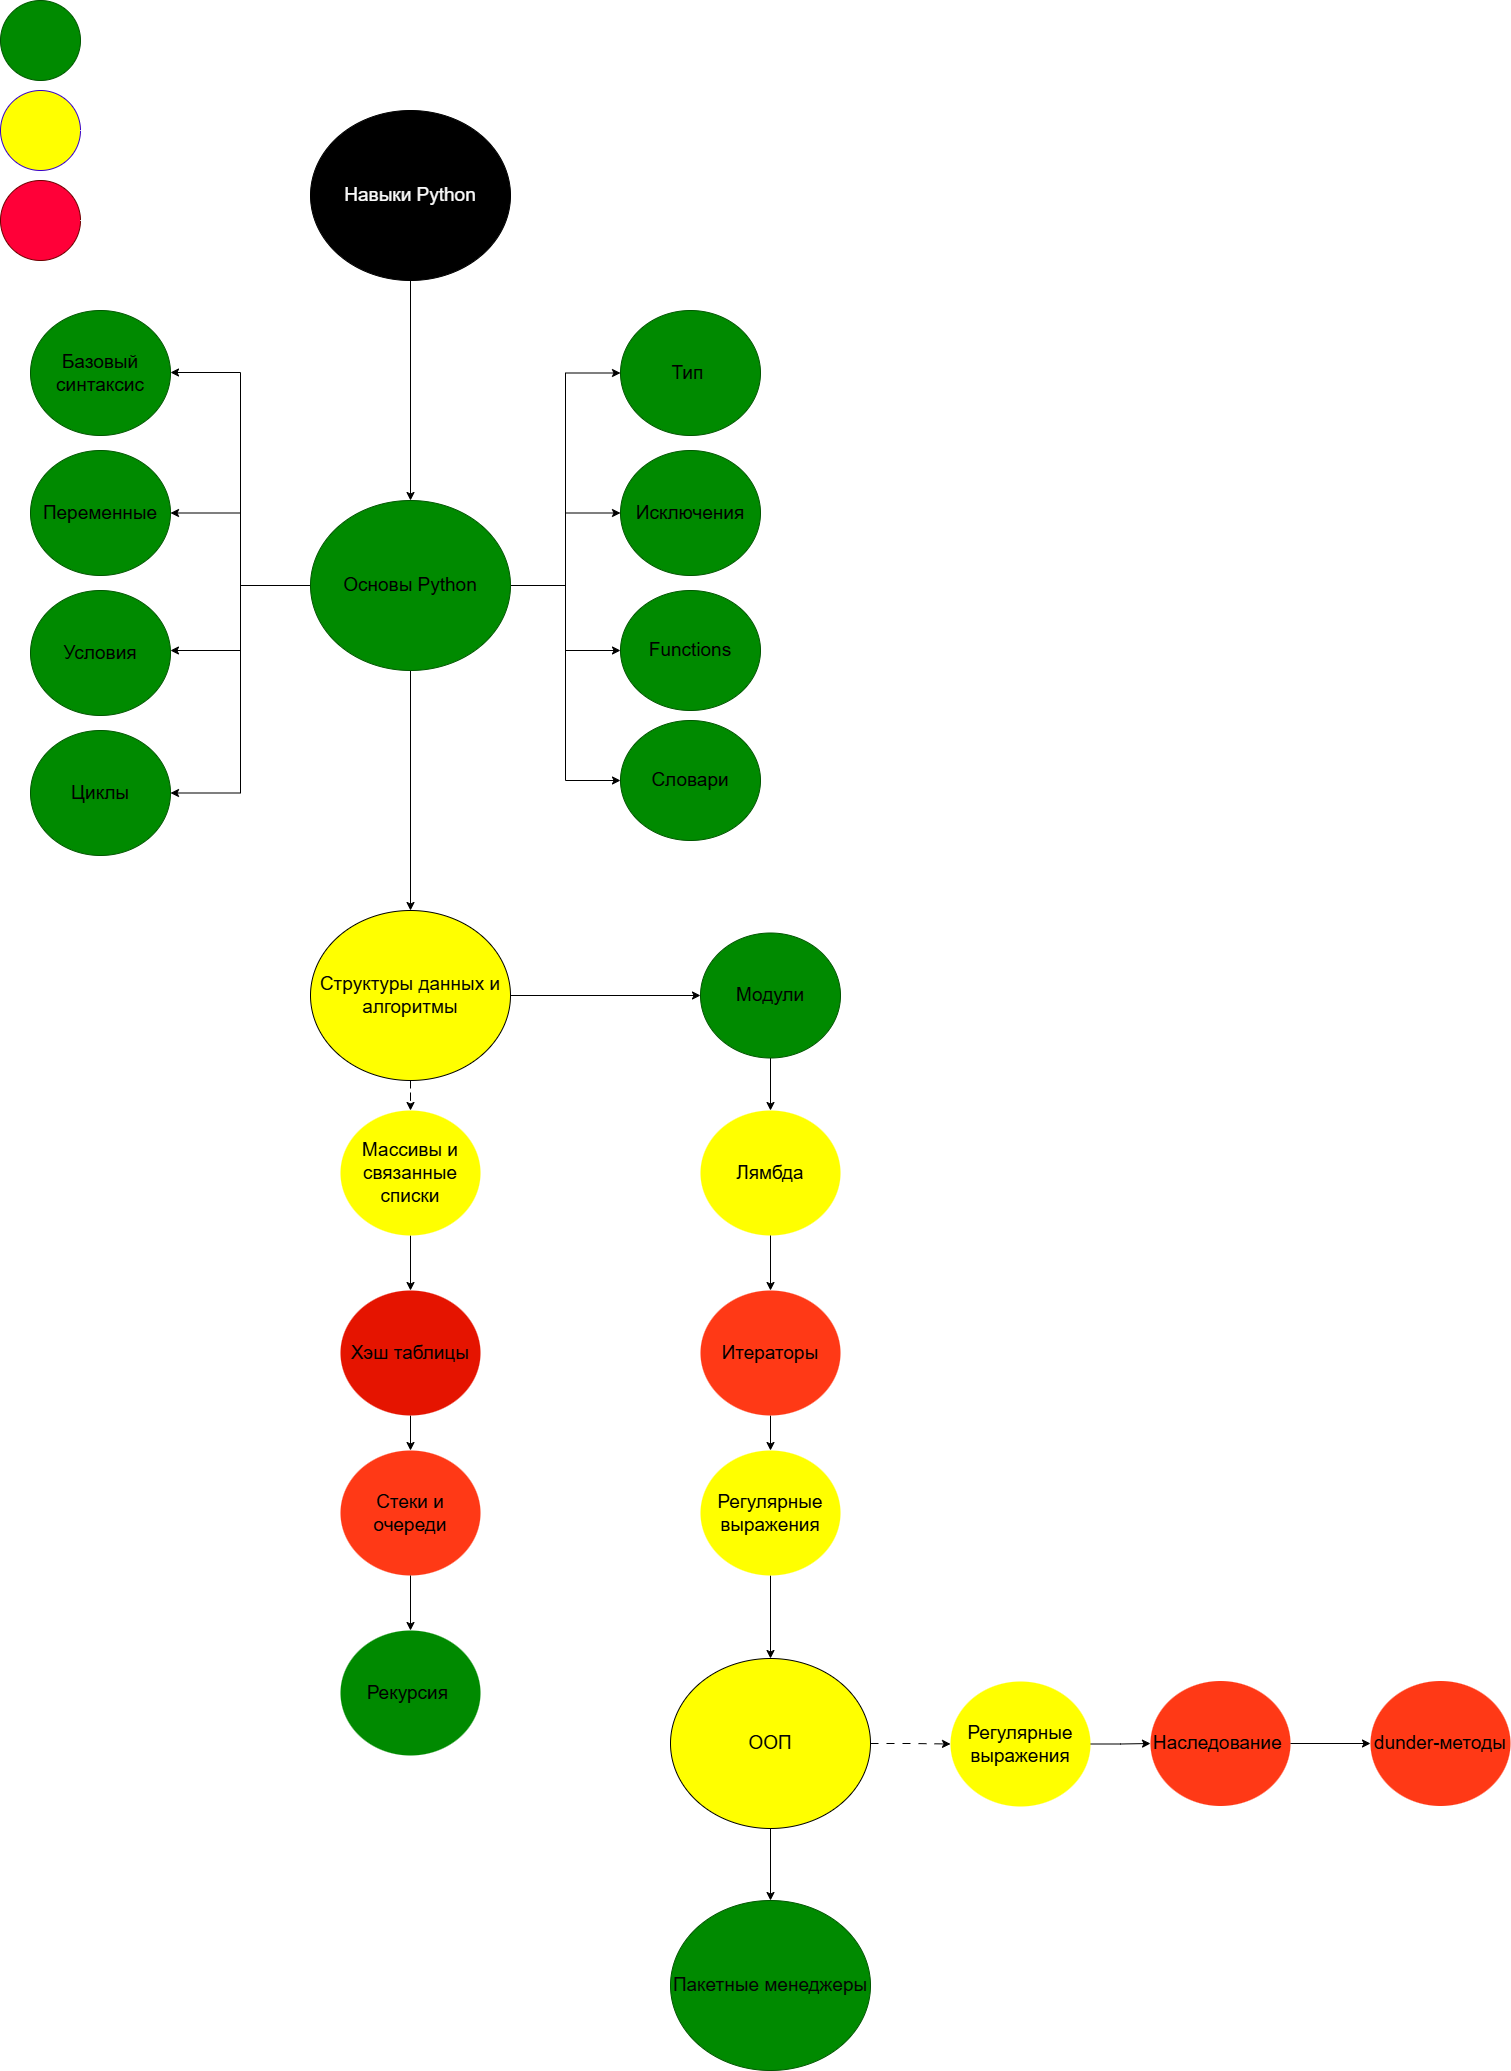 Навыки Python
Базовый
синтаксис
Тип
Переменные
Исключения
Основы Python
Условия
Functions
Циклы
Словари
Структуры данных и
алгоритмы
Модули
Массивы и
связанные
списки
Лямбда
Хэш таблицы
Итераторы
Стеки и
очереди
Регулярные
выражения
Рекурсия
ООП
Регулярные
выражения
Наследование
dunder-методы
Пакетные менеджеры